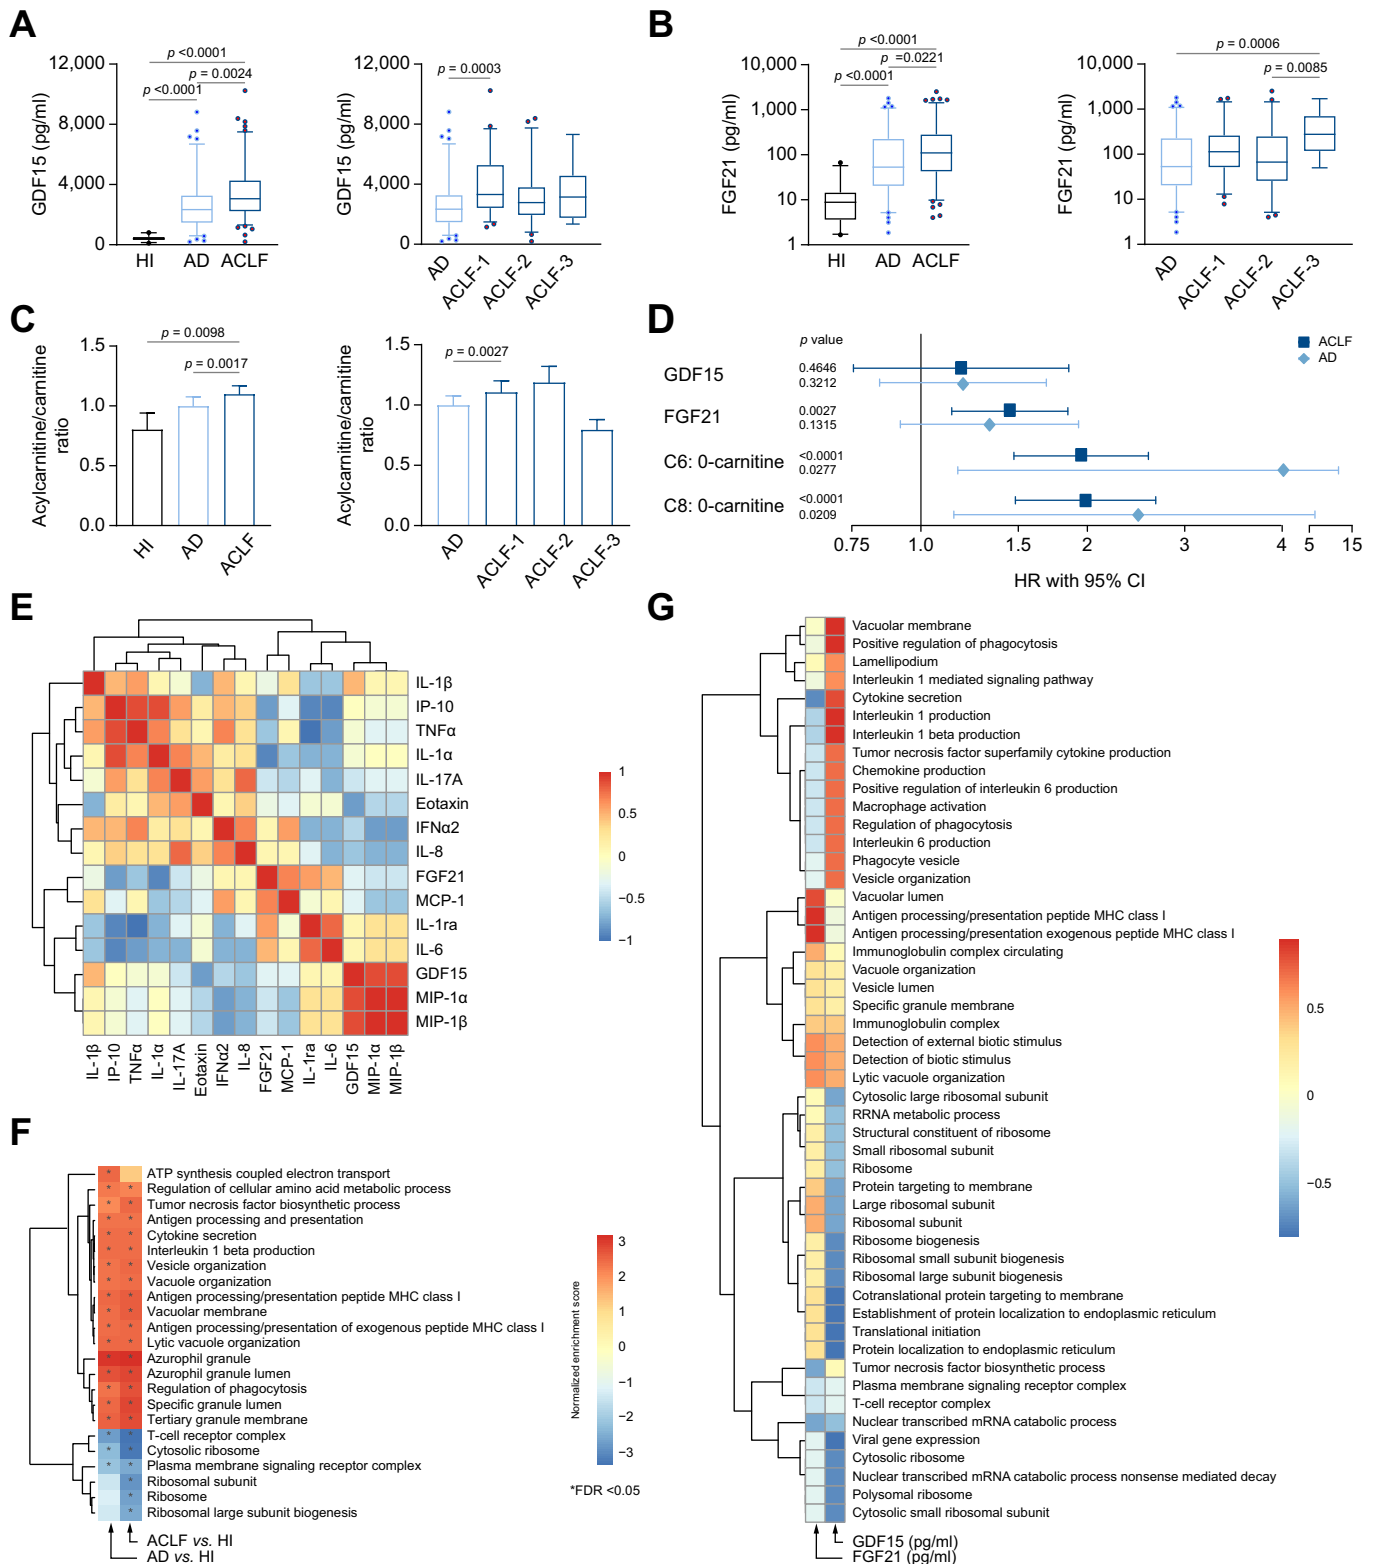 A
GDF15 (pg/ml)
12,000
8,000
4,000
0
p <0.0001
p = 0.0024
p <0.0001
HI AD ACLF
GDF15 (pg/ml)
12,000
8,000
4,000
0
p = 0.0003
AD ACLF-1 ACLF-2 ACLF-3
B
FGF21 (pg/ml)
10,000
1,000
100
10
1
p <0.0001
p =0.0221
p <0.0001
HI AD ACLF
FGF21 (pg/ml)
10,000
1,000
100
10
1
p = 0.0006
p = 0.0085
AD ACLF-1 ACLF-2 ACLF-3
C
Acylcarnitine/carnitine
ratio
1.5
1.0
0.5
0.0
p = 0.0098
p = 0.0017
HI AD ACLF
Acylcarnitine/carnitine
ratio
1.5
1.0
0.5
0.0
p = 0.0027
AD ACLF-1 ACLF-2 ACLF-3
D
p value
ACLF
AD
GDF15
0.4646
0.3212
FGF21
0.0027
0.1315
C6: 0-carnitine
<0.0001
0.0277
C8: 0-carnitine
<0.0001
0.0209
0.75 1.0 1.5 2 3 4 5 15
HR with 95% CI
E
IL-1β
IP-10
TNFα
IL-1α
IL-17A
Eotaxin
IFNα2
IL-8
FGF21
MCP-1
IL-1ra
IL-6
GDF15
MIP-1α
MIP-1β
IL-1β IP-10 TNFα IL-1α IL-17A Eotaxin IFNα2 IL-8 FGF21 MCP-1 IL-1ra IL-6 GDF15 MIP-1α MIP-1β
1
0.5
0
−0.5
−1
F
* ATP synthesis coupled electron transport
* * Regulation of cellular amino acid metabolic process
* * Tumor necrosis factor biosynthetic process
* * Antigen processing and presentation
* * Cytokine secretion
* * Interleukin 1 beta production
* * Vesicle organization
* * Vacuole organization
* * Antigen processing/presentation peptide MHC class I
* * Vacuolar membrane
* * Antigen processing/presentation of exogenous peptide MHC class I
* * Lytic vacuole organization
* * Azurophil granule
* * Azurophil granule lumen
* * Regulation of phagocytosis
* * Specific granule lumen
* * Tertiary granule membrane
* * T-cell receptor complex
* * Cytosolic ribosome
* * Plasma membrane signaling receptor complex
* Ribosomal subunit
* Ribosome
* Ribosomal large subunit biogenesis
ACLF vs. HI
AD vs. HI
Normalized enrichment score
3
2
1
0
−1
−2
−3
*FDR <0.05
G
Vacuolar membrane
Positive regulation of phagocytosis
Lamellipodium
Interleukin 1 mediated signaling pathway
Cytokine secretion
Interleukin 1 production
Interleukin 1 beta production
Tumor necrosis factor superfamily cytokine production
Chemokine production
Positive regulation of interleukin 6 production
Macrophage activation
Regulation of phagocytosis
Interleukin 6 production
Phagocyte vesicle
Vesicle organization
Vacuolar lumen
Antigen processing/presentation peptide MHC class I
Antigen processing/presentation exogenous peptide MHC class I
Immunoglobulin complex circulating
Vacuole organization
Vesicle lumen
Specific granule membrane
Immunoglobulin complex
Detection of external biotic stimulus
Detection of biotic stimulus
Lytic vacuole organization
Cytosolic large ribosomal subunit
RRNA metabolic process
Structural constituent of ribosome
Small ribosomal subunit
Ribosome
Protein targeting to membrane
Large ribosomal subunit
Ribosomal subunit
Ribosome biogenesis
Ribosomal small subunit biogenesis
Ribosomal large subunit biogenesis
Cotranslational protein targeting to membrane
Establishment of protein localization to endoplasmic reticulum
Translational initiation
Protein localization to endoplasmic reticulum
Tumor necrosis factor biosynthetic process
Plasma membrane signaling receptor complex
T-cell receptor complex
Nuclear transcribed mRNA catabolic process
Viral gene expression
Cytosolic ribosome
Nuclear transcribed mRNA catabolic process nonsense mediated decay
Polysomal ribosome
Cytosolic small ribosomal subunit
GDF15 (pg/ml)
FGF21 (pg/ml)
0.5
0
−0.5